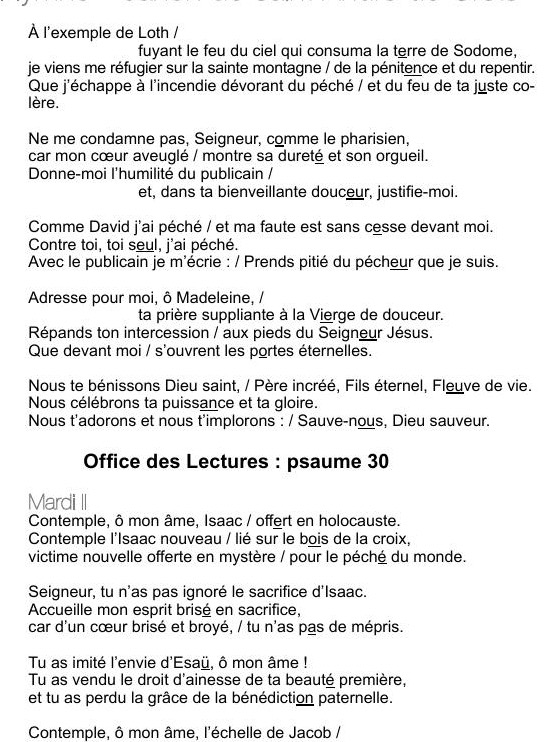 À l’exemple de Loth /
fuyant le feu du ciel qui consuma la terre de Sodome,
je viens me réfugier sur la sainte montagne / de la pénitence et du repentir.
Que j’échappe à l’incendie dévorant du péché / et du feu de ta juste co-
lère.
Ne me condamne pas, Seigneur, comme le pharisien,
car mon cœur aveuglé / montre sa dureté et son orgueil.
Donne-moi l’humilité du publicain /
et, dans ta bienveillante douceur, justifie-moi.
Comme David j’ai péché / et ma faute est sans cesse devant moi.
Contre toi, toi seul, j’ai péché.
Avec le publicain je m’écrie : / Prends pitié du pécheur que je suis.
Adresse pour moi, ô Madeleine, /
ta prière suppliante à la Vierge de douceur.
Répands ton intercession / aux pieds du Seigneur Jésus.
Que devant moi / s’ouvrent les portes éternelles.
Nous te bénissons Dieu saint, / Père incréé, Fils éternel, Fleuve de vie.
Nous célébrons ta puissance et ta gloire.
Nous t’adorons et nous t’implorons : / Sauve-nous, Dieu sauveur.
Office des Lectures : psaume 30
Mardi II
Contemple, ô mon âme, Isaac / offert en holocauste.
Contemple l’Isaac nouveau / lié sur le bois de la croix,
victime nouvelle offerte en mystère / pour le péché du monde.
Seigneur, tu n’as pas ignoré le sacrifice d’Isaac.
Accueille mon esprit brisé en sacrifice,
car d’un cœur brisé et broyé, / tu n’as pas de mépris.
Tu as imité l’envie d’Esaü, ô mon âme !
Tu as vendu le droit d’ainesse de ta beauté première,
et tu as perdu la grâce de la bénédiction paternelle.
Contemple, ô mon âme, l’échelle de Jacob /